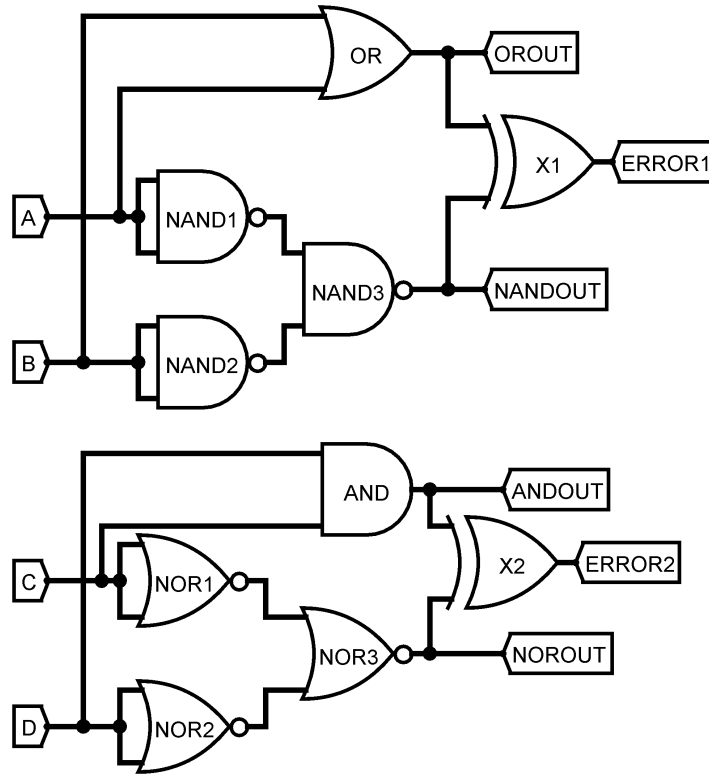 OR
OROUT
X1
ERROR1
A
NAND1
NAND3
NANDOUT
B
NAND2
AND
ANDOUT
X2
ERROR2
C
NOR1
NOR3
NOROUT
D
NOR2